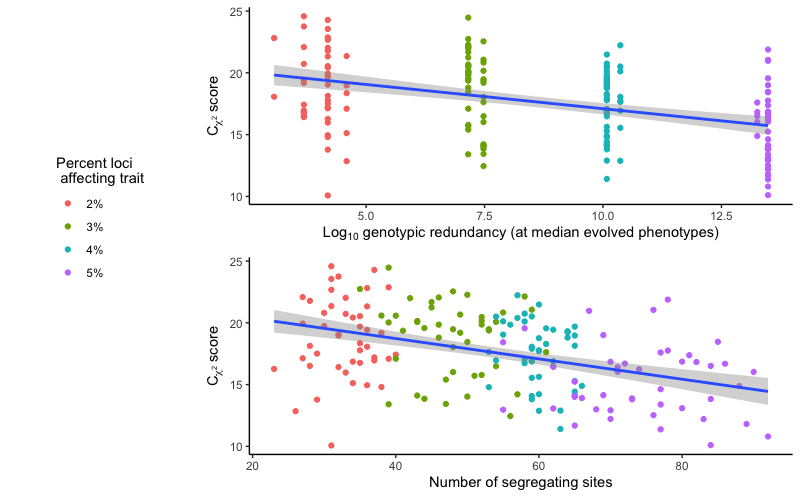 25
20
15
10
Cχ² score
5.0 7.5 10.0 12.5
Log₁₀ genotypic redundancy (at median evolved phenotypes)
Percent loci
affecting trait
2%
3%
4%
5%
25
20
15
10
Cχ² score
20 40 60 80
Number of segregating sites